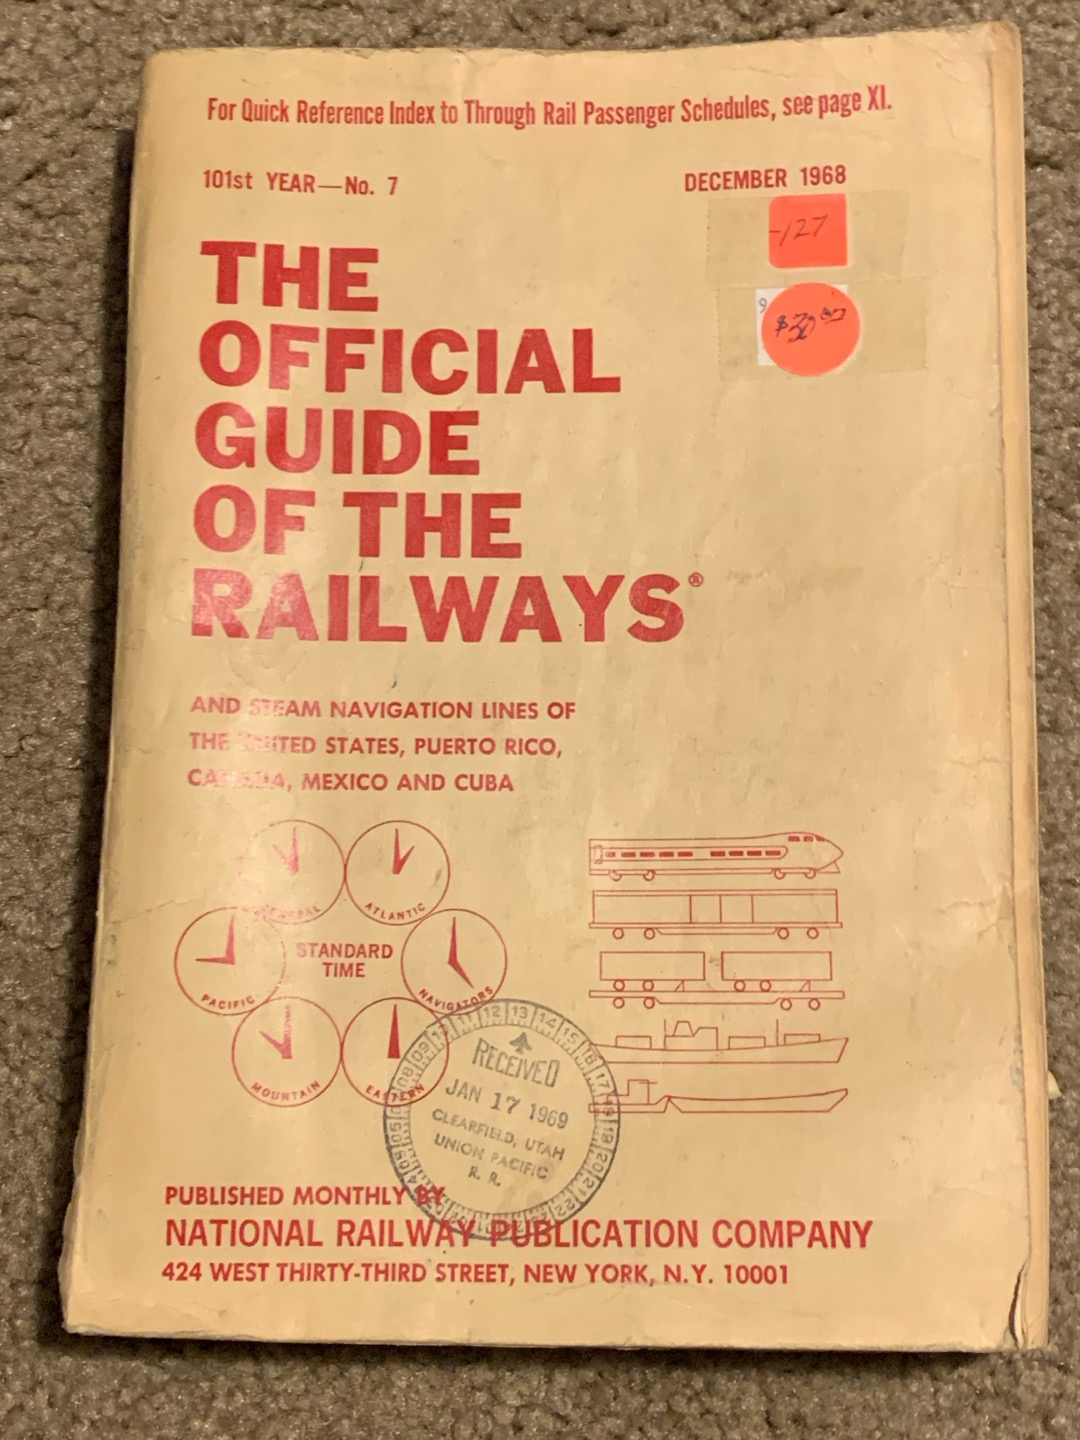 For Quick Reference Index to Through Rail Passenger Schedules, see page XI.
101st YEAR—No. 7
DECEMBER 1968
-127
9
THE
OFFICIAL
GUIDE
OF THE
RAILWAYS®
AND STEAM NAVIGATION LINES OF
THE UNITED STATES, PUERTO RICO,
CANADA, MEXICO AND CUBA
CENTRAL
ATLANTIC
STANDARD
TIME
PACIFIC
NAVIGATORS
MOUNTAIN
EASTERN
RECEIVED
JAN 17 1969
CLEARFIELD, UTAH
UNION PACIFIC
R. R.
PUBLISHED MONTHLY BY
NATIONAL RAILWAY PUBLICATION COMPANY
424 WEST THIRTY-THIRD STREET, NEW YORK, N.Y. 10001